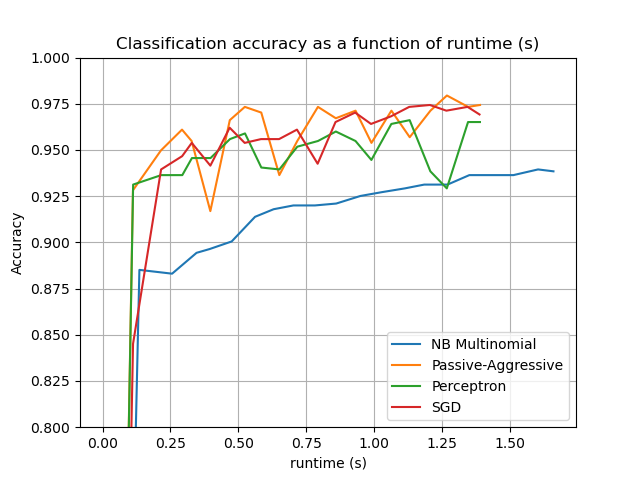 Classification accuracy as a function of runtime (s)
1.000
0.975
0.950
0.925
0.900
0.875
0.850
0.825
0.800
Accuracy
NB Multinomial
Passive-Aggressive
Perceptron
SGD
0.00 0.25 0.50 0.75 1.00 1.25 1.50
runtime (s)